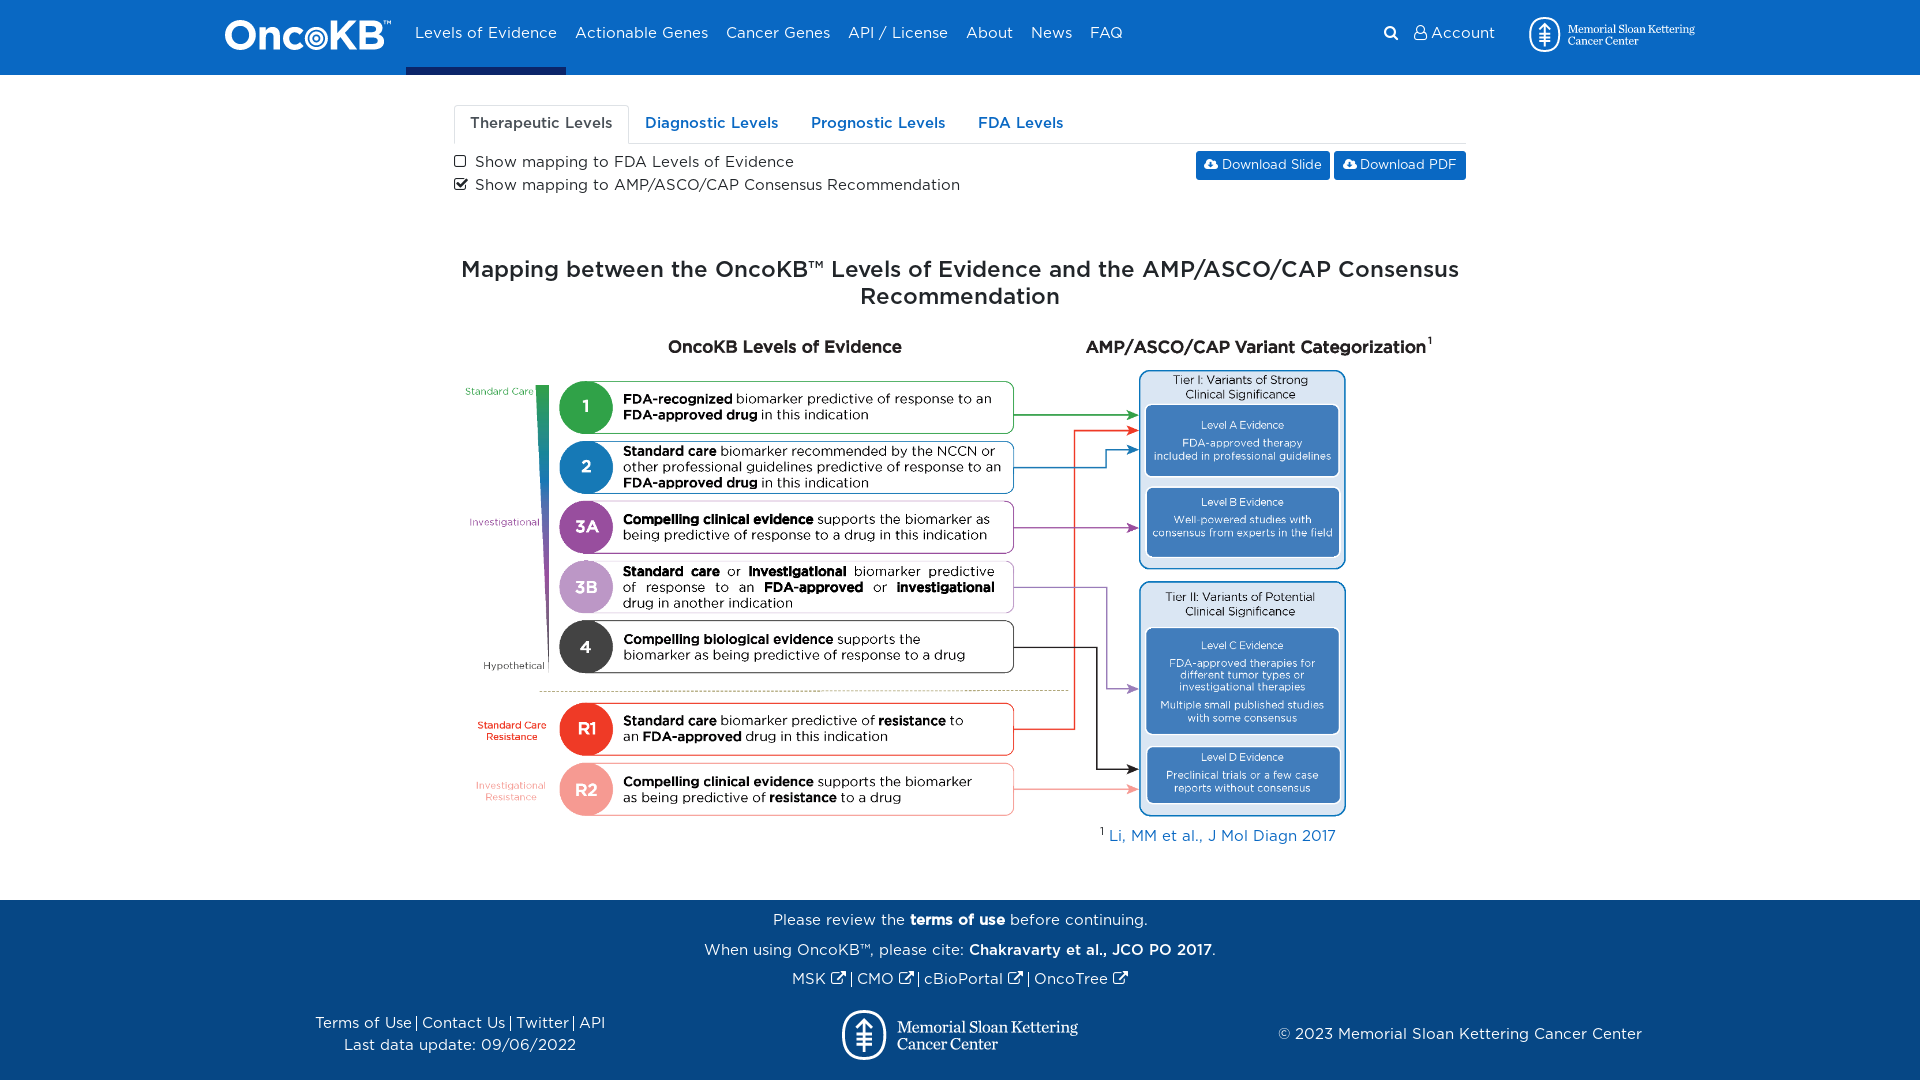 OncoKB™
Levels of Evidence
Actionable Genes
Cancer Genes
API / License
About
News
FAQ
Account
Memorial Sloan Kettering
Cancer Center
Therapeutic Levels
Diagnostic Levels
Prognostic Levels
FDA Levels
Show mapping to FDA Levels of Evidence
Show mapping to AMP/ASCO/CAP Consensus Recommendation
Download Slide
Download PDF
Mapping between the OncoKB™ Levels of Evidence and the AMP/ASCO/CAP Consensus
Recommendation
OncoKB Levels of Evidence
Standard Care
Investigational
Hypothetical
1
FDA-recognized biomarker predictive of response to an
FDA-approved drug in this indication
2
Standard care biomarker recommended by the NCCN or
other professional guidelines predictive of response to an
FDA-approved drug in this indication
3A
Compelling clinical evidence supports the biomarker as
being predictive of response to a drug in this indication
3B
Standard care or investigational biomarker predictive
of response to an FDA-approved or investigational
drug in another indication
4
Compelling biological evidence supports the
biomarker as being predictive of response to a drug
Standard Care
Resistance
R1
Standard care biomarker predictive of resistance to
an FDA-approved drug in this indication
Investigational
Resistance
R2
Compelling clinical evidence supports the biomarker
as being predictive of resistance to a drug
AMP/ASCO/CAP Variant Categorization¹
Tier I: Variants of Strong
Clinical Significance
Level A Evidence
FDA-approved therapy
included in professional guidelines
Level B Evidence
Well-powered studies with
consensus from experts in the field
Tier II: Variants of Potential
Clinical Significance
Level C Evidence
FDA-approved therapies for
different tumor types or
investigational therapies
Multiple small published studies
with some consensus
Level D Evidence
Preclinical trials or a few case
reports without consensus
¹ Li, MM et al., J Mol Diagn 2017
Please review the terms of use before continuing.
When using OncoKB™, please cite: Chakravarty et al., JCO PO 2017.
MSK | CMO | cBioPortal | OncoTree
Terms of Use | Contact Us | Twitter | API
Last data update: 09/06/2022
Memorial Sloan Kettering
Cancer Center
© 2023 Memorial Sloan Kettering Cancer Center